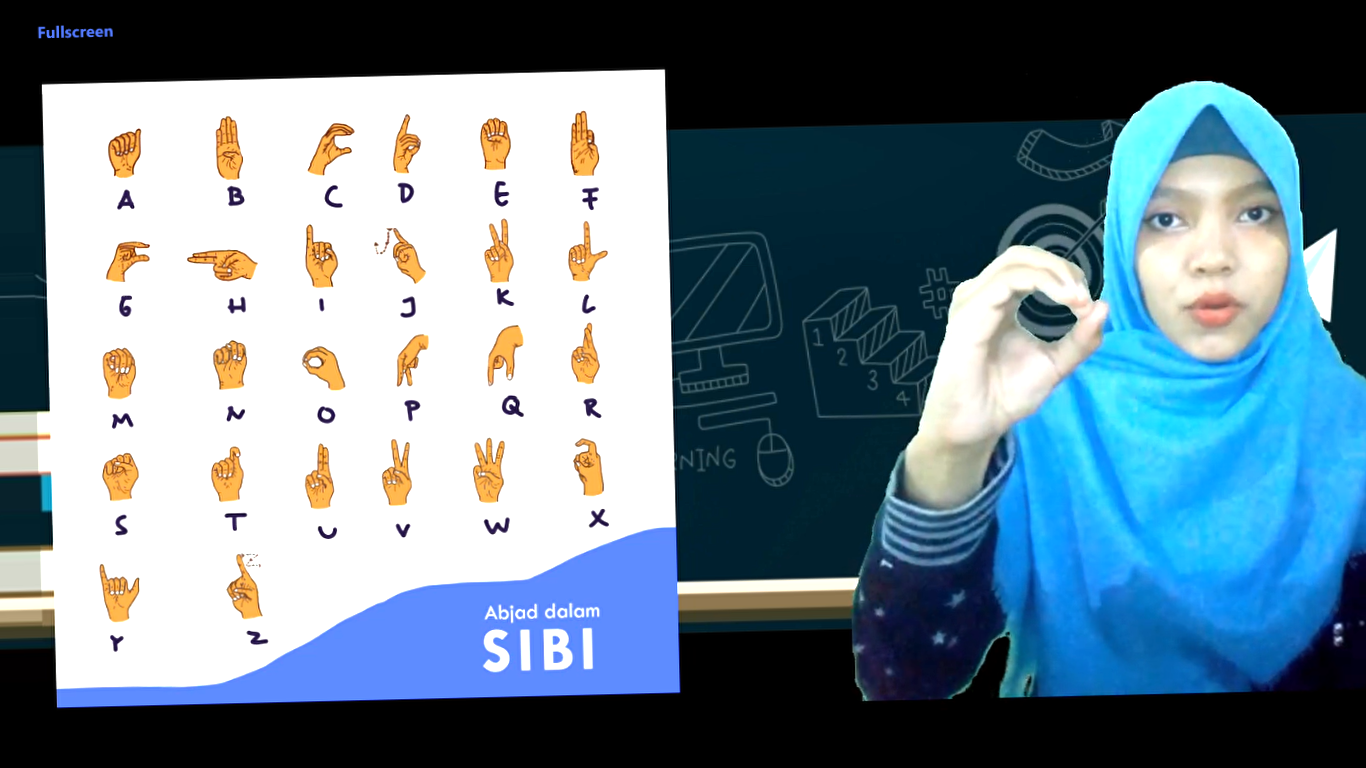 Fullscreen
A B C D E F
G H I J K L
M N O P Q R
S T U V W X
Y Z
Abjad dalam
SIBI
#
1
2
3
4
RNING